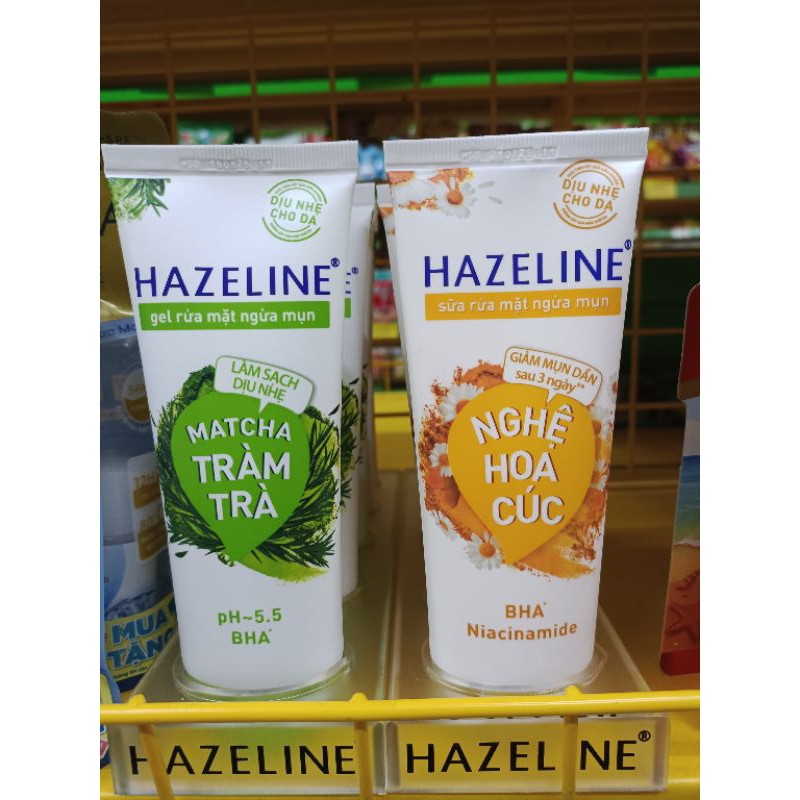 DỊU NHẸ
CHO DA
HAZELINE®
gel rửa mặt ngừa mụn
LÀM SẠCH
DỊU NHẸ
MATCHA
TRÀM
TRÀ
pH~5.5
BHA*
DỊU NHẸ
CHO DA
HAZELINE®
sữa rửa mặt ngừa mụn
GIẢM MỤN DẦN
sau 3 ngày**
NGHỆ
HOA
CÚC
BHA*
Niacinamide
MUA
TẶNG
HAZELINE
HAZELINE®